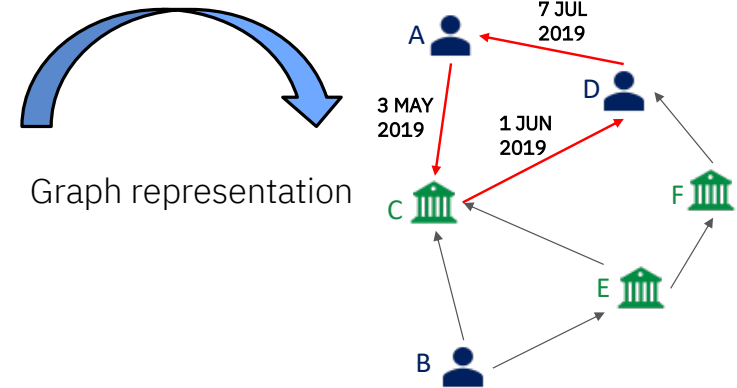 7 JUL
2019
A
D
3 MAY
2019
1 JUN
2019
Graph representation
C
F
E
B